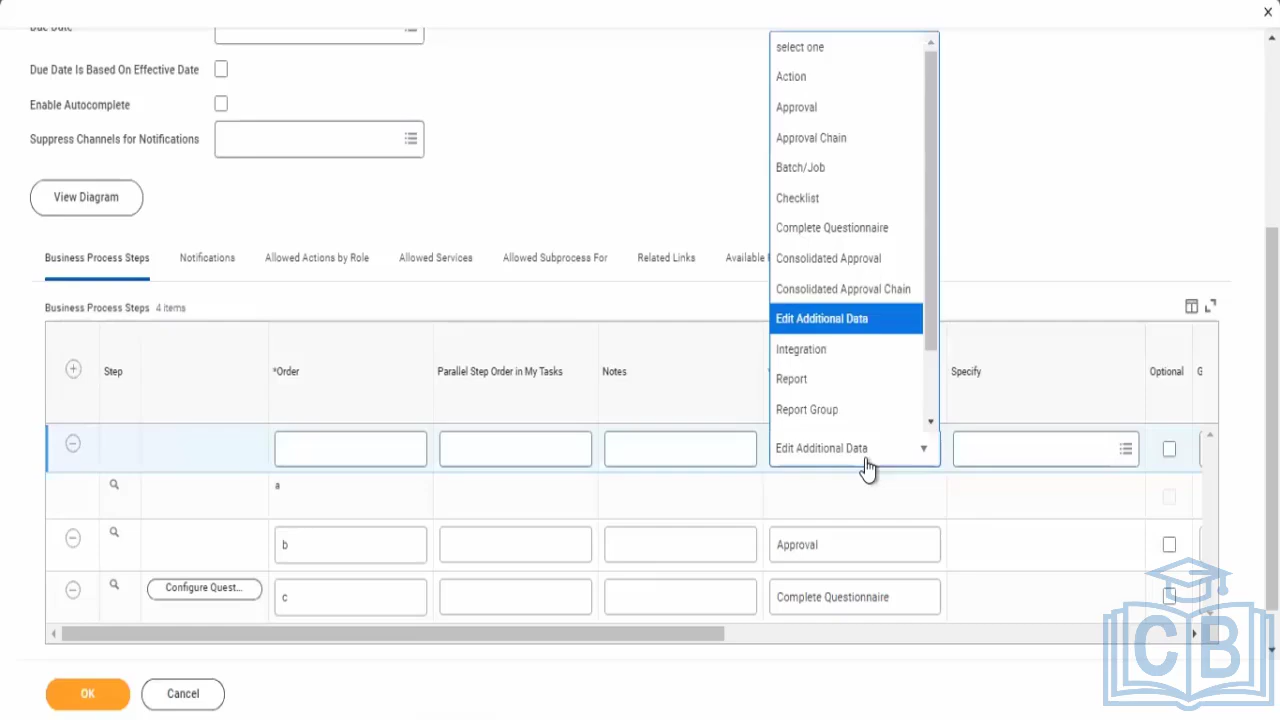 Due Date
Due Date Is Based On Effective Date
Enable Autocomplete
Suppress Channels for Notifications
View Diagram
Business Process Steps Notifications Allowed Actions by Role Allowed Services Allowed Subprocess For Related Links Available
Business Process Steps 4 items
Step *Order Parallel Step Order in My Tasks Notes Specify Optional G
select one
Action
Approval
Approval Chain
Batch/Job
Checklist
Complete Questionnaire
Consolidated Approval
Consolidated Approval Chain
Edit Additional Data
Integration
Report
Report Group
Edit Additional Data
a
b Approval
Configure Quest... c Complete Questionnaire
OK Cancel
CB